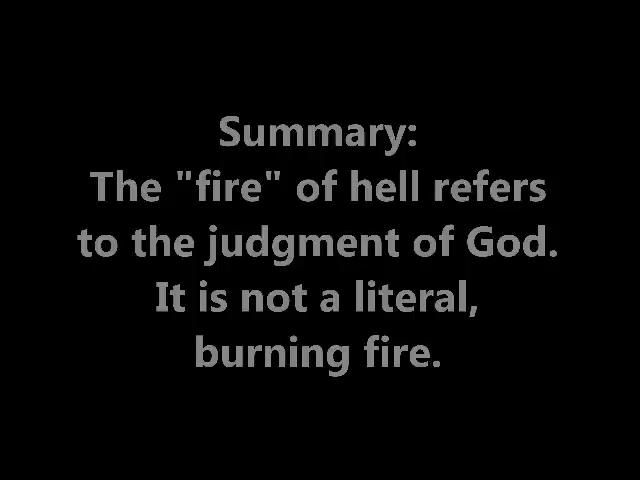 Summary:
The "fire" of hell refers
to the judgment of God.
It is not a literal,
burning fire.